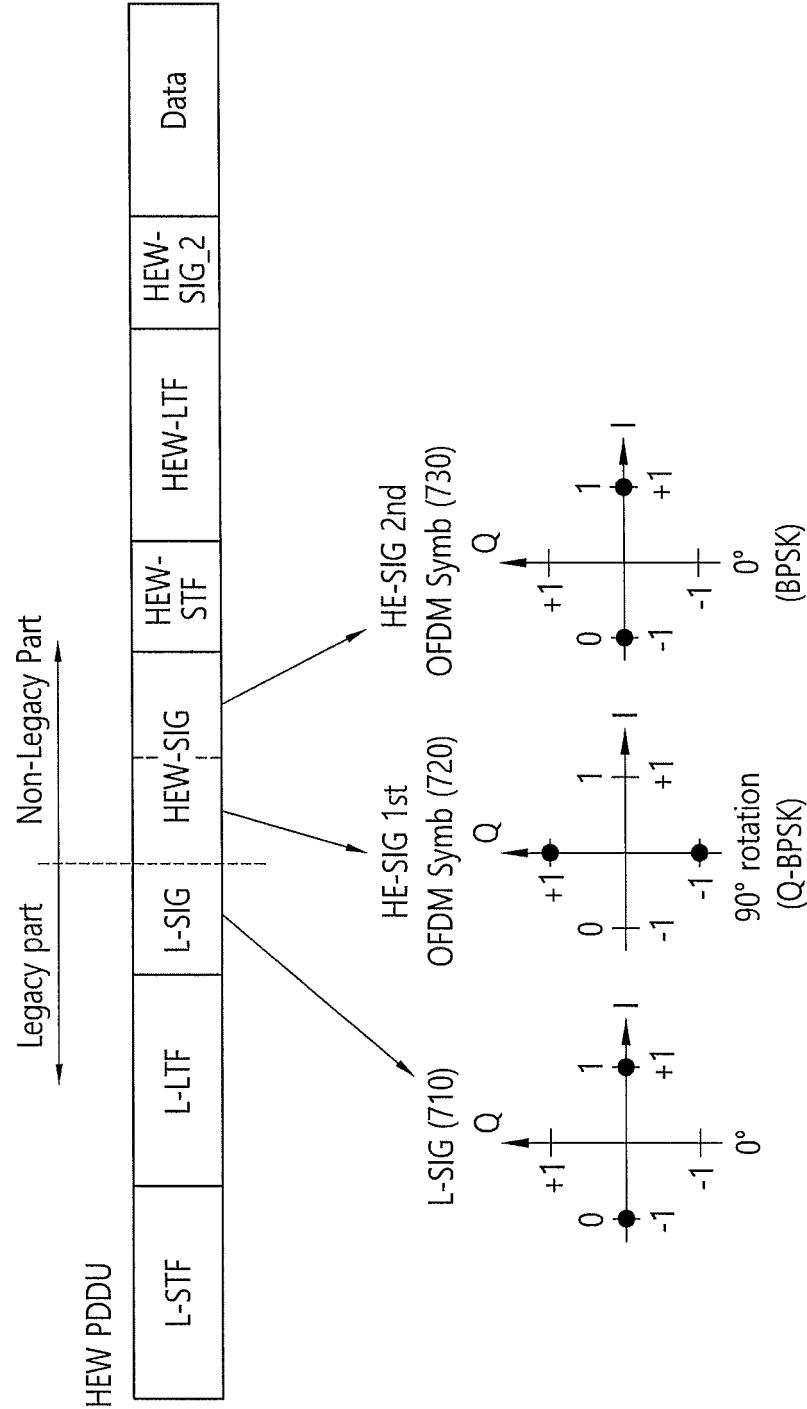 HEW PDDU
Legacy part
Non-Legacy Part
L-STF
L-LTF
L-SIG
HEW-SIG
HEW-
STF
HEW-LTF
HEW-
SIG_2
Data
L-SIG (710)
Q
+1
0
1
I
-1
+1
-1
0°
HE-SIG 1st
OFDM Symb (720)
Q
+1
0
1
I
-1
+1
-1
90° rotation
(Q-BPSK)
HE-SIG 2nd
OFDM Symb (730)
Q
+1
0
1
I
-1
+1
-1
0°
(BPSK)